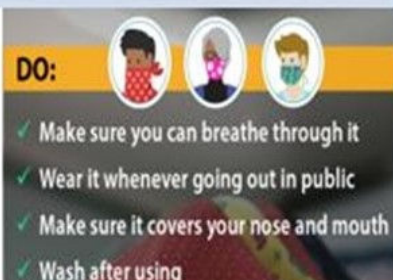 DO:
✓ Make sure you can breathe through it
✓ Wear it whenever going out in public
✓ Make sure it covers your nose and mouth
✓ Wash after using